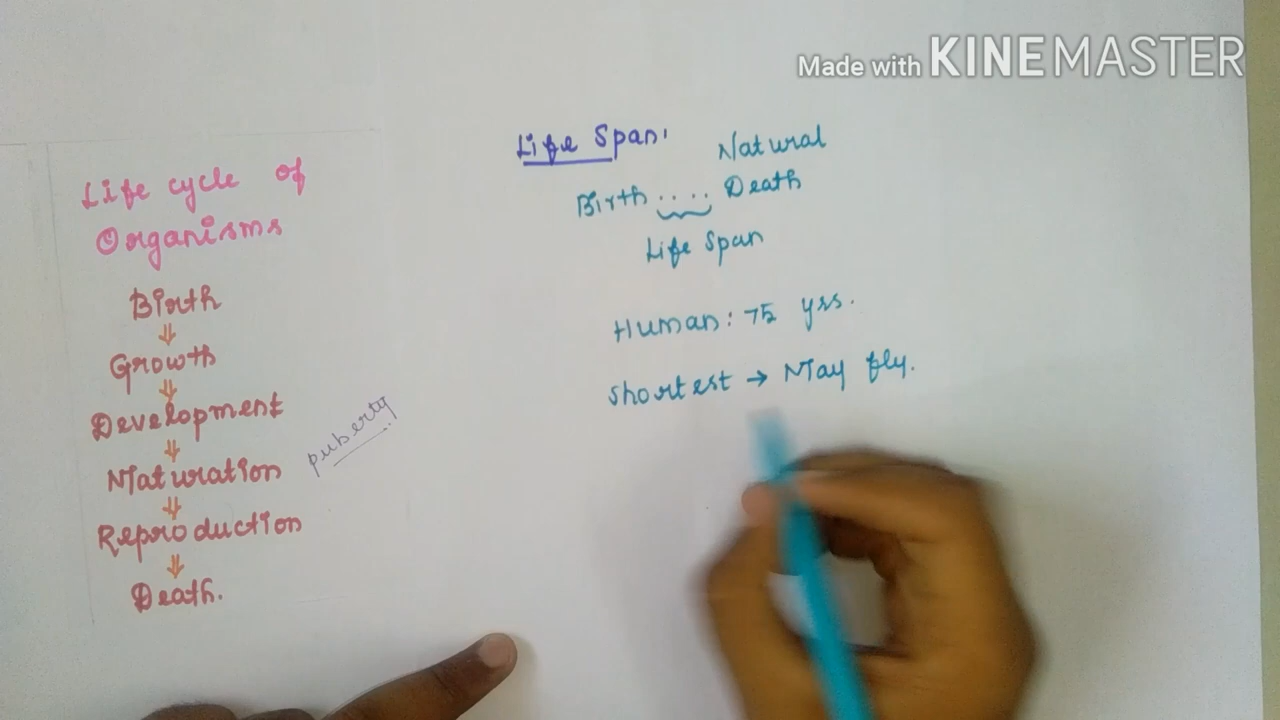 Made with KINEMASTER
Life cycle of
Organisms
Birth
⇓
Growth
⇓
Development
⇓
Maturation
puberty
⇓
Reproduction
⇓
Death.
Life Span:
Natural
Birth .... Death
Life Span
Human: 75 yrs.
Shortest → May fly.